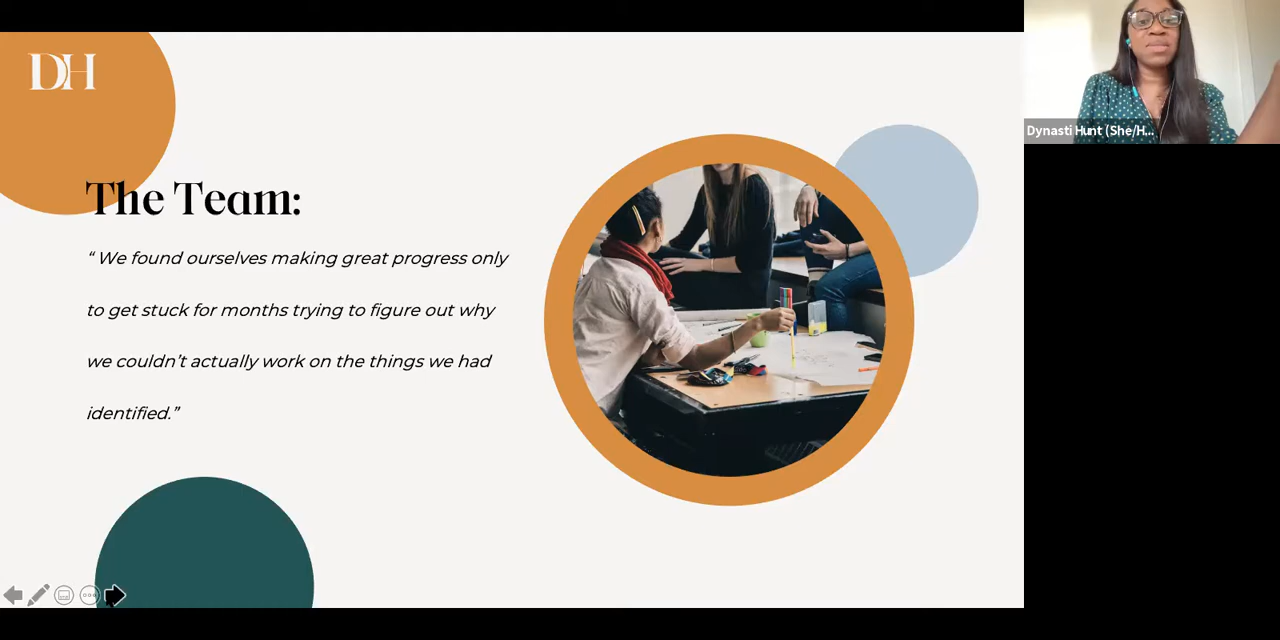 DH
The Team:
“ We found ourselves making great progress only
to get stuck for months trying to figure out why
we couldn’t actually work on the things we had
identified.”
Dynasti Hunt (She/H...